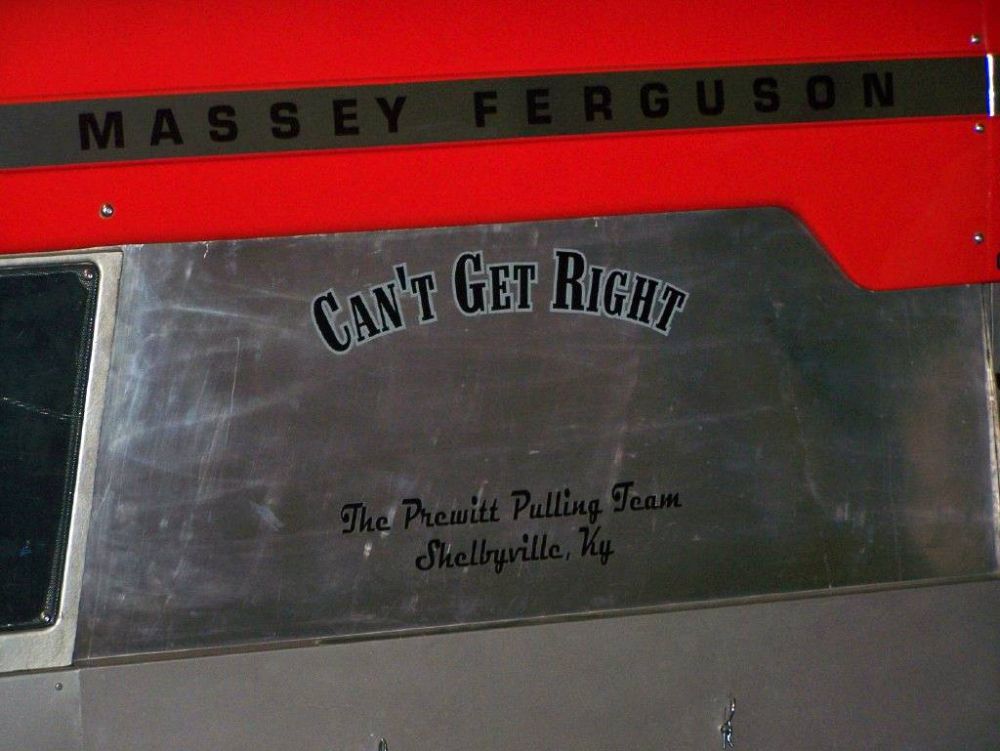 MASSEY FERGUSON
CAN'T GET RIGHT
The Prewitt Pulling Team
Shelbyville, Ky